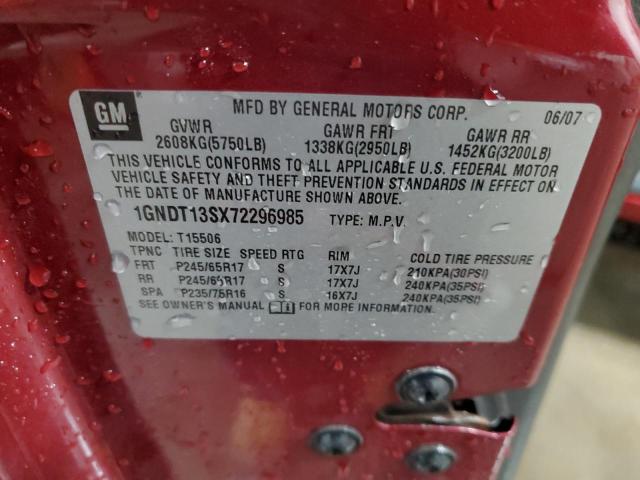 GM
MFD BY GENERAL MOTORS CORP. 06/07
GVWR GAWR FRT GAWR RR
2608KG(5750LB) 1338KG(2950LB) 1452KG(3200LB)
THIS VEHICLE CONFORMS TO ALL APPLICABLE U.S. FEDERAL MOTOR
VEHICLE SAFETY AND THEFT PREVENTION STANDARDS IN EFFECT ON
THE DATE OF MANUFACTURE SHOWN ABOVE.
1GNDT13SX72296985 TYPE: M.P.V.
MODEL: T15506
TPNC TIRE SIZE SPEED RTG RIM COLD TIRE PRESSURE
FRT P245/65R17 S 17X7J 210KPA(30PSI)
RR P245/65R17 S 17X7J 240KPA(35PSI)
SPA P235/75R16 S 16X7J 240KPA(35PSI)
SEE OWNER'S MANUAL FOR MORE INFORMATION